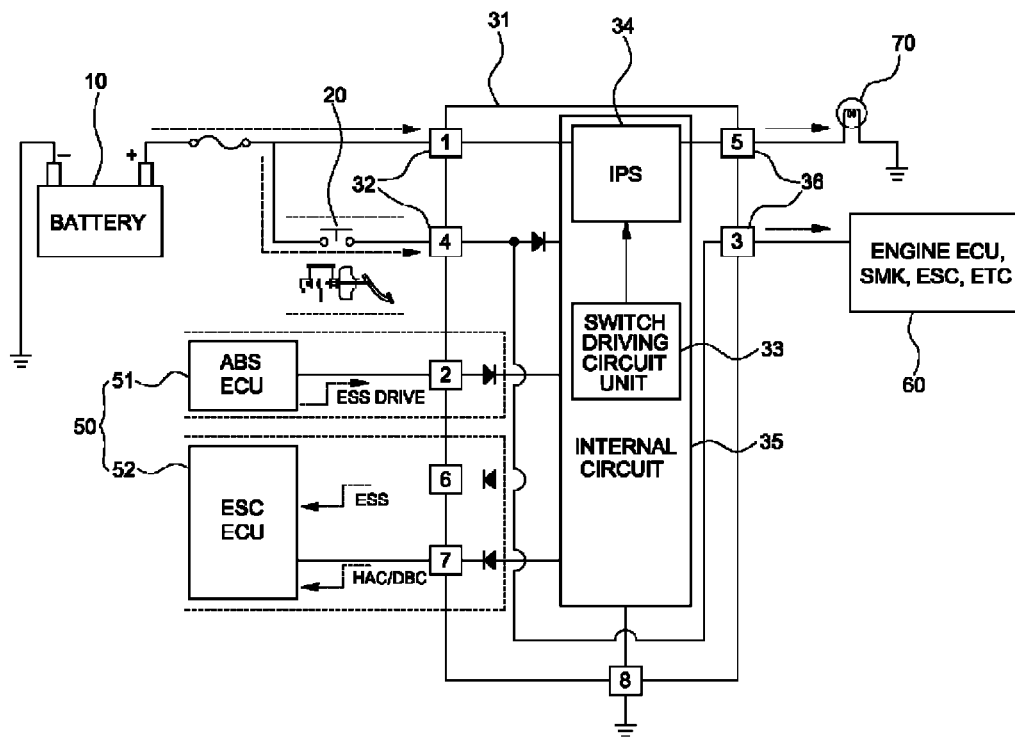 31
34
70
10
20
1
5
32
36
– +
BATTERY
IPS
4
3
ENGINE ECU,
SMK, ESC, ETC
SWITCH
DRIVING
CIRCUIT
UNIT
33
60
51
ABS
ECU
2
ESS DRIVE
50
52
INTERNAL
CIRCUIT
35
6
ESS
ESC
ECU
7
HAC/DBC
8